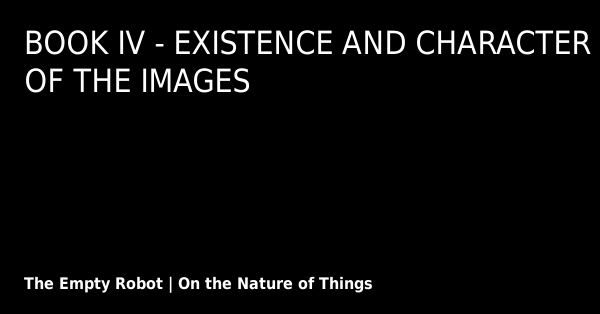 BOOK IV - EXISTENCE AND CHARACTER
OF THE IMAGES
The Empty Robot | On the Nature of Things